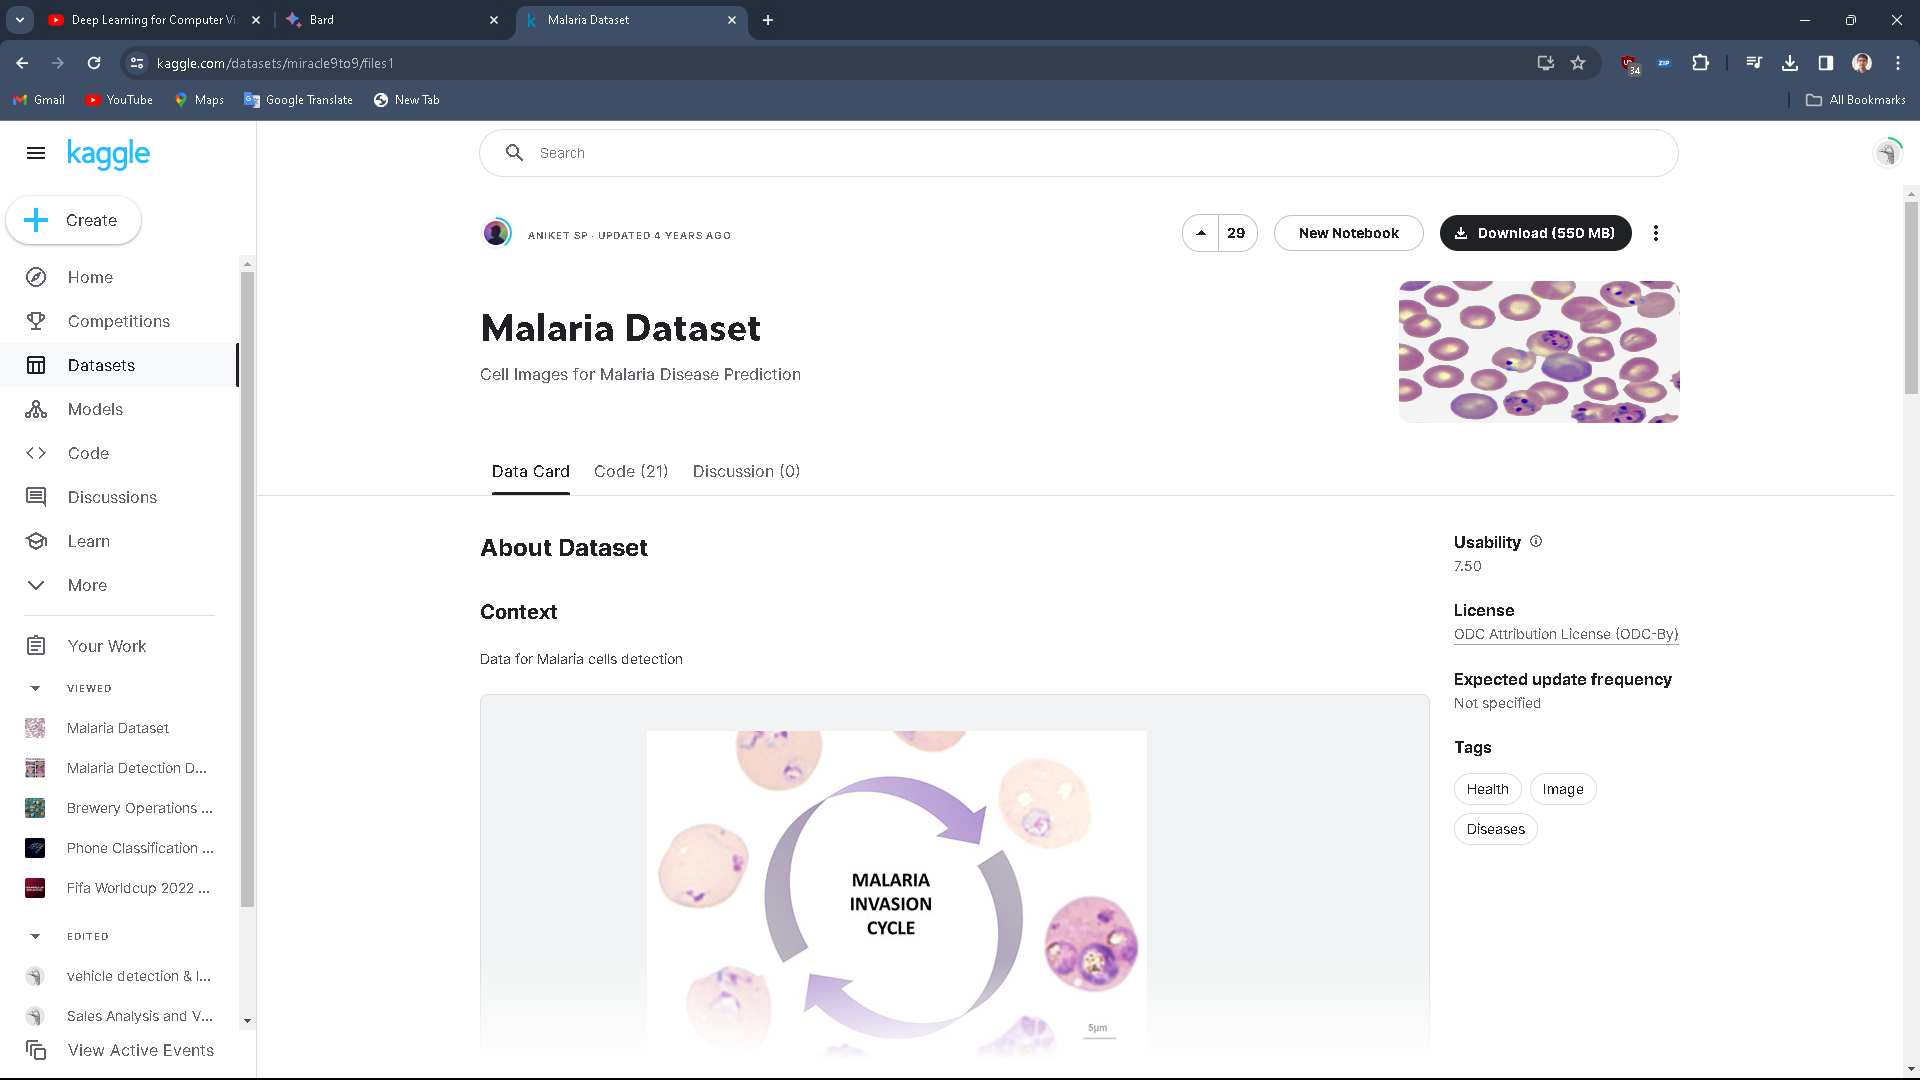 Deep Learning for Computer Vi
Bard
Malaria Dataset
kaggle.com/datasets/miracle9to9/files1
34
ZIP
Gmail
YouTube
Maps
Google Translate
New Tab
All Bookmarks
kaggle
Search
Create
Home
Competitions
Datasets
Models
Code
Discussions
Learn
More
Your Work
VIEWED
Malaria Dataset
Malaria Detection D...
Brewery Operations ...
Phone Classification ...
Fifa Worldcup 2022 ...
EDITED
vehicle detection & l...
Sales Analysis and V...
View Active Events
ANIKET SP · UPDATED 4 YEARS AGO
29
New Notebook
Download (550 MB)
Malaria Dataset
Cell Images for Malaria Disease Prediction
Data Card
Code (21)
Discussion (0)
About Dataset
Context
Data for Malaria cells detection
MALARIA
INVASION
CYCLE
5µm
Usability
7.50
License
ODC Attribution License (ODC-By)
Expected update frequency
Not specified
Tags
Health
Image
Diseases